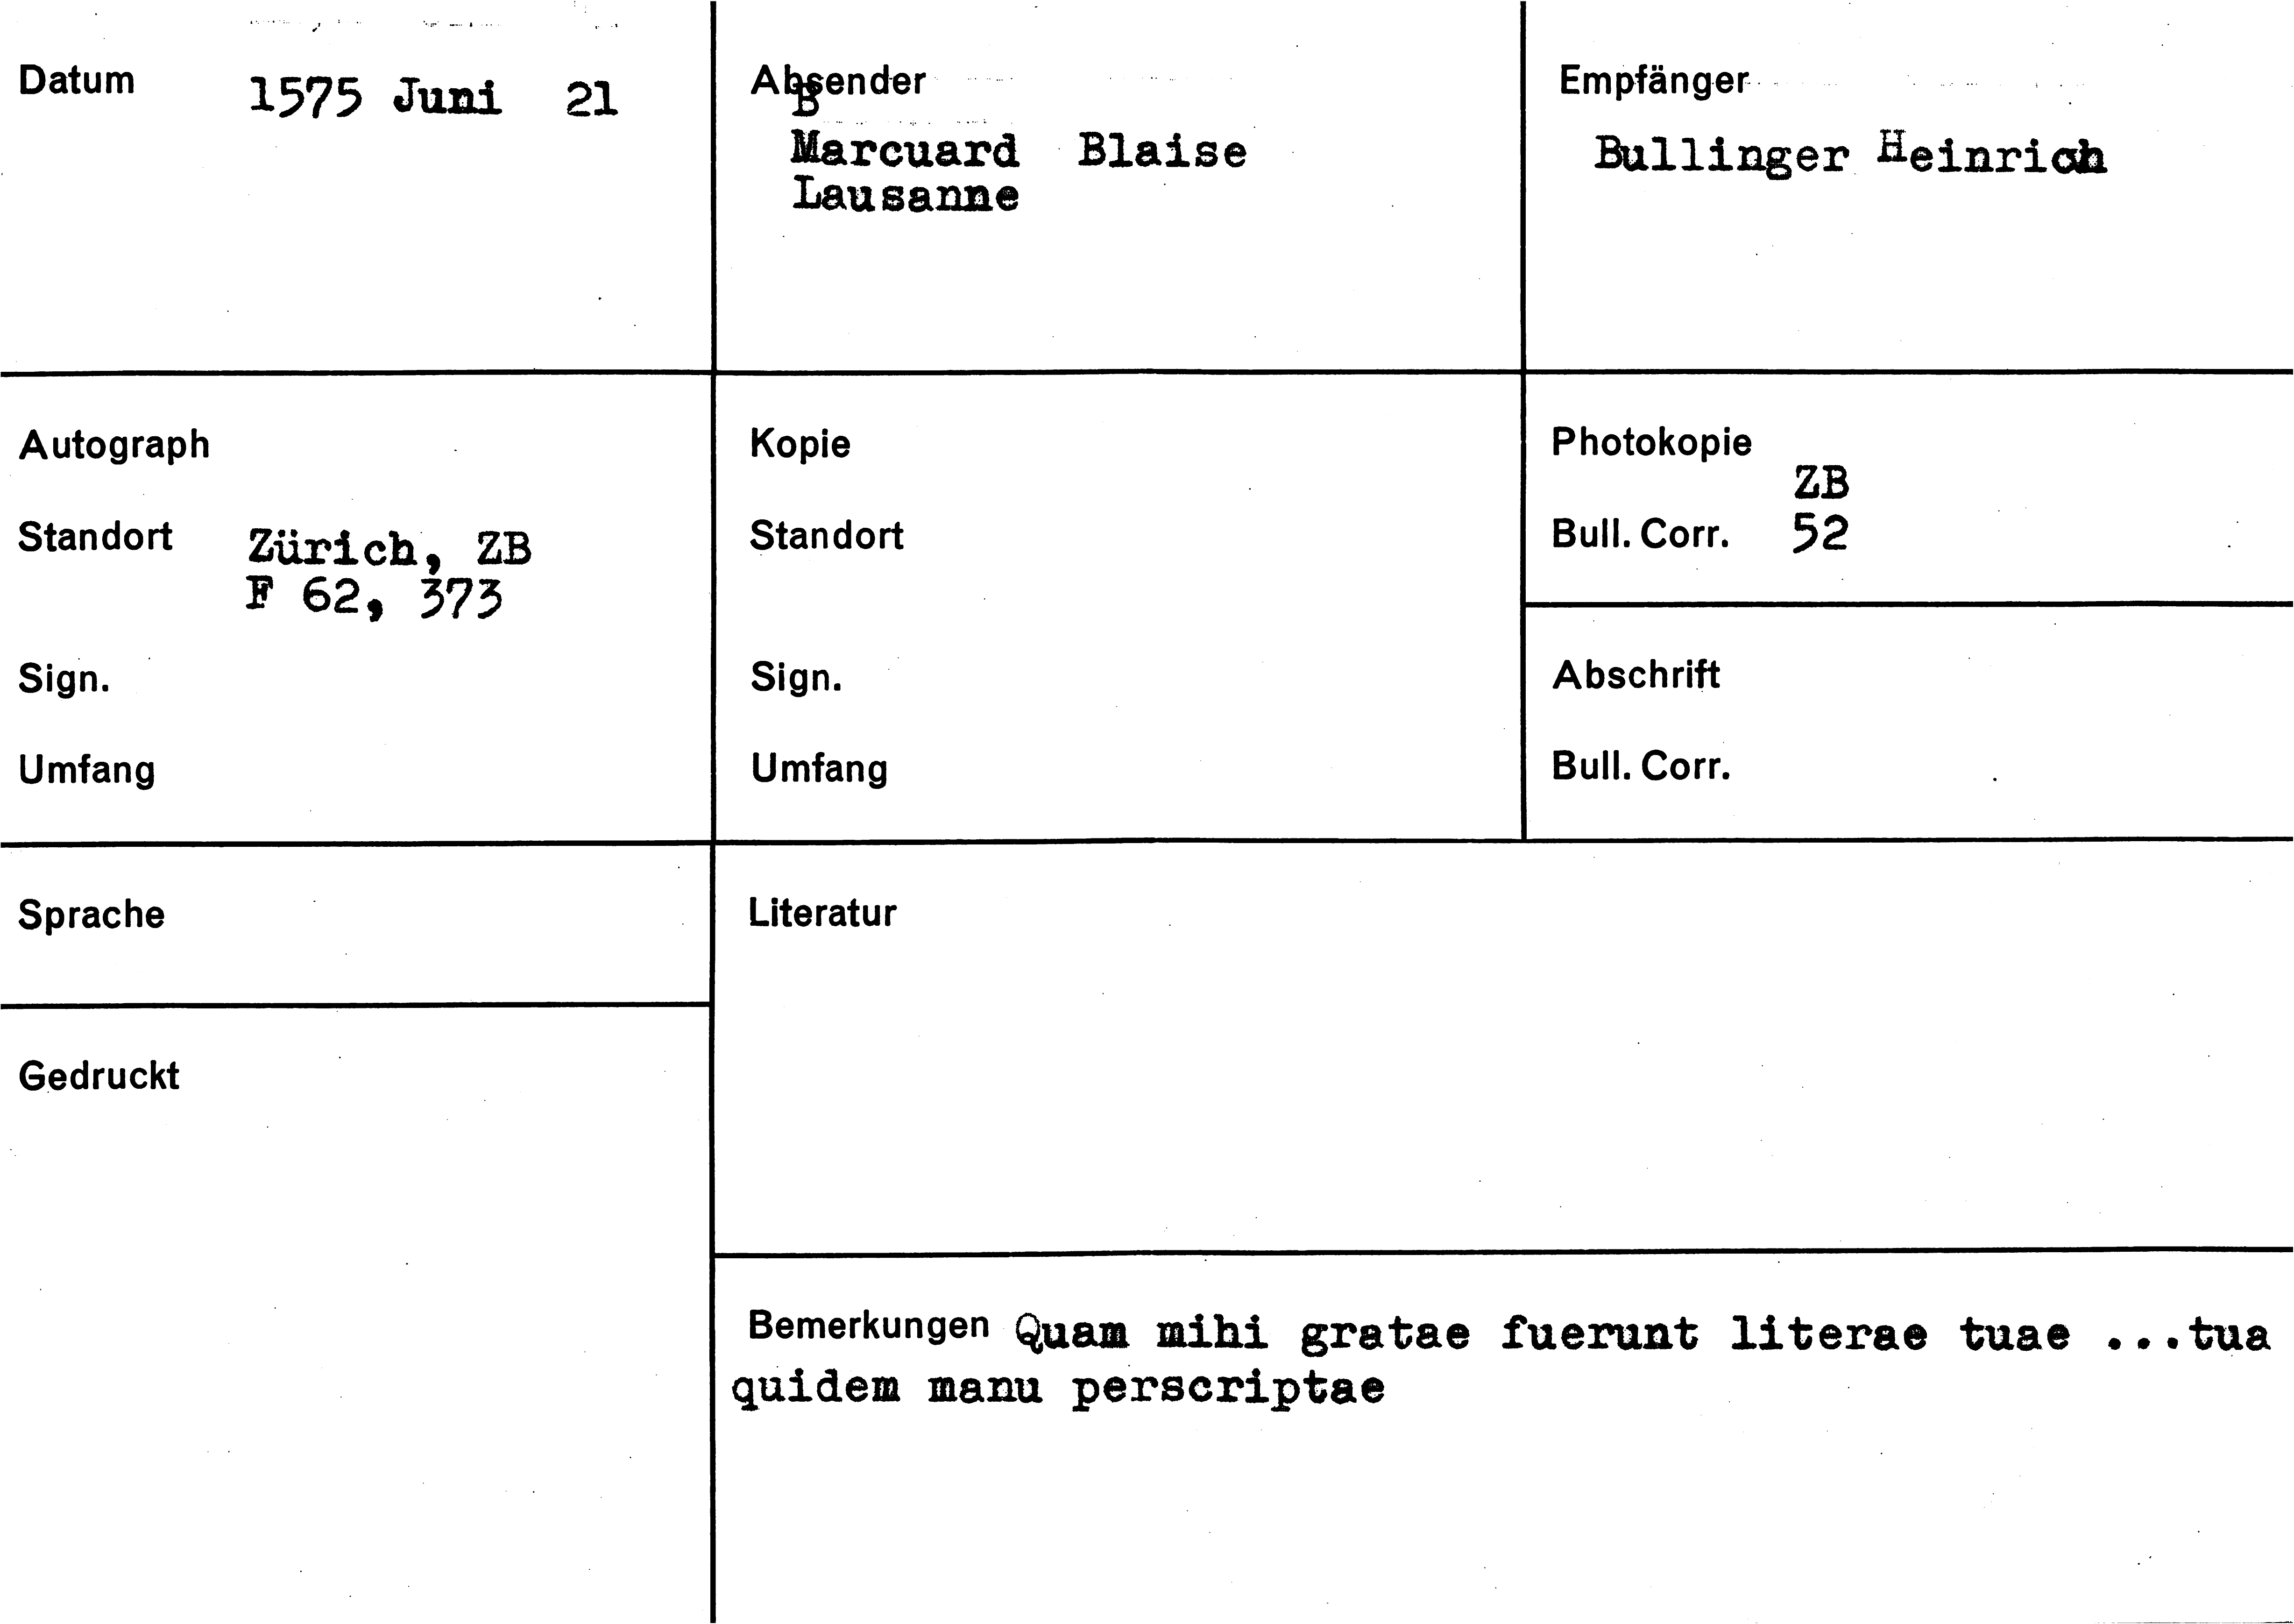 Datum 1575 Juni 21
Absender
B
Marcuard Blaise
Lausanne
Empfänger
Bullinger Heinrich
Autograph
Standort Zürich, ZB
F 62, 373
Sign.
Umfang
Kopie
Standort
Sign.
Umfang
Photokopie
ZB
Bull. Corr. 52
Abschrift
Bull. Corr.
Sprache
Gedruckt
Literatur
Bemerkungen Quam mihi gratae fuerunt literae tuae ...tua
quidem manu perscriptae